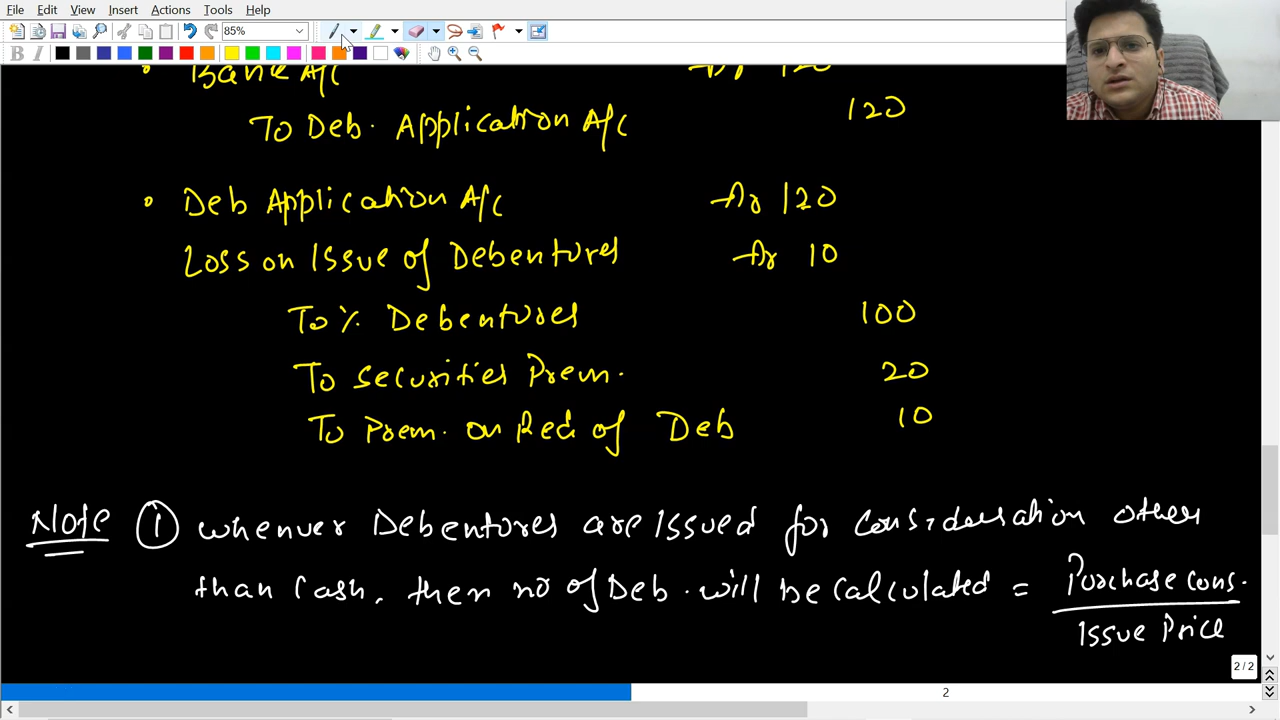 File Edit View Insert Actions Tools Help
85%
B I U
Bank A/c Dr 120
To Deb. Application A/c 120
Deb Application A/c Dr 120
Loss on Issue of Debentures Dr 10
To % Debentures 100
To Securities Prem. 20
To Prem. on Red of Deb 10
Note ① whenver Debentures are Issued for consideration other
than Cash, then no of Deb. will be calculated = Purchase cons.
Issue Price
2 / 2
2